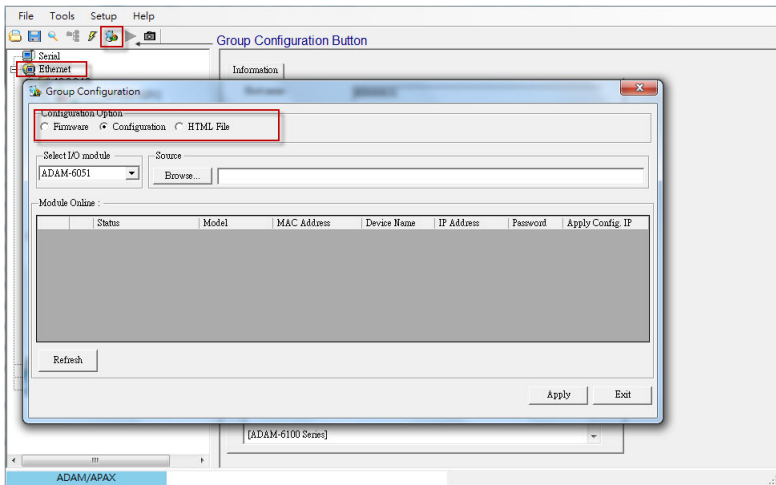 File Tools Setup Help
Group Configuration Button
Serial
Ethernet
Information
Group Configuration
Configuration Option
Firmware Configuration HTML File
Select I/O module Source
ADAM-6051 Browse...
Module Online :
Status Model MAC Address Device Name IP Address Password Apply Config. IP
Refresh
Apply Exit
[ADAM-6100 Series]
ADAM/APAX